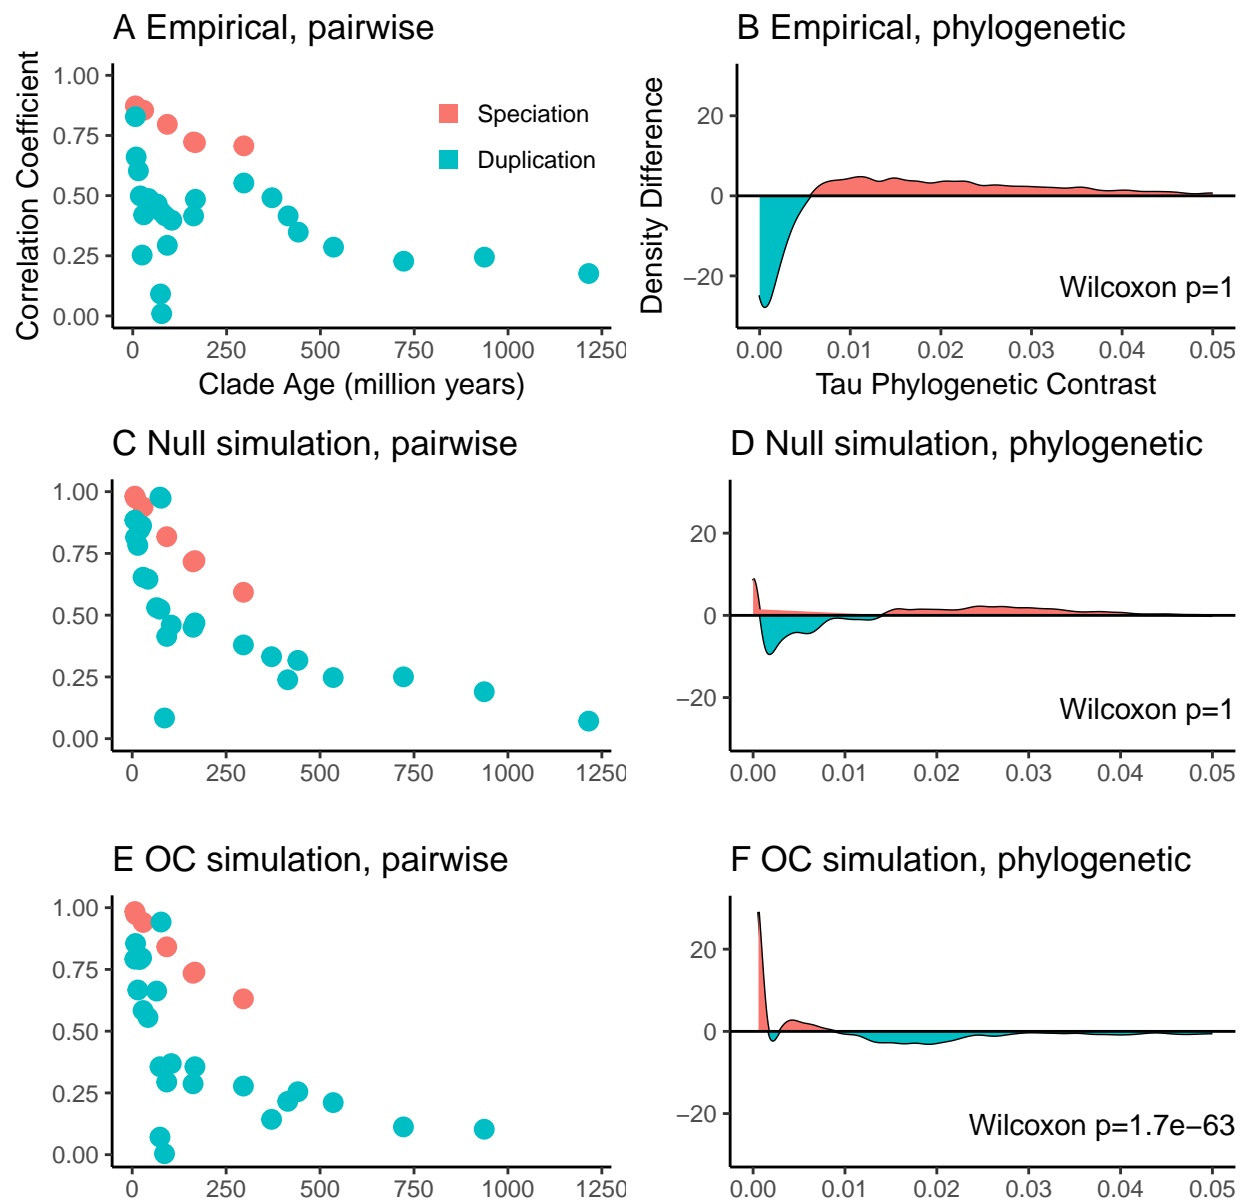 A Empirical, pairwise
Correlation Coefficient
1.00
0.75
0.50
0.25
0.00
Speciation
Duplication
0 250 500 750 1000 1250
Clade Age (million years)
B Empirical, phylogenetic
Density Difference
20
0
−20
Wilcoxon p=1
0.00 0.01 0.02 0.03 0.04 0.05
Tau Phylogenetic Contrast
C Null simulation, pairwise
1.00
0.75
0.50
0.25
0.00
0 250 500 750 1000 1250
D Null simulation, phylogenetic
20
0
−20
Wilcoxon p=1
0.00 0.01 0.02 0.03 0.04 0.05
E OC simulation, pairwise
1.00
0.75
0.50
0.25
0.00
0 250 500 750 1000 1250
F OC simulation, phylogenetic
20
0
−20
Wilcoxon p=1.7e−63
0.00 0.01 0.02 0.03 0.04 0.05